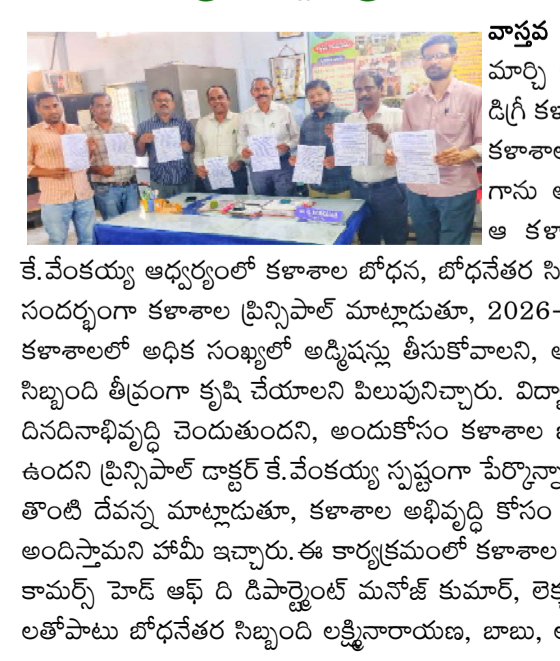 వాస్తవ
మార్చి
డిగ్రీ
కళాశాల
గాను
ఆ
కే.వేంకయ్య ఆధ్వర్యంలో కళాశాల బోధన, బోధనేతర
సందర్భంగా కళాశాల ప్రిన్సిపాల్ మాట్లాడుతూ, 2026-
కళాశాలలో అధిక సంఖ్యలో అడ్మిషన్లు తీసుకోవాలని,
సిబ్బంది తీవ్రంగా కృషి చేయాలని పిలుపునిచ్చారు.
దినదినాభివృద్ధి చెందుతుందని, అందుకోసం కళాశాల
ఉందని ప్రిన్సిపాల్ డాక్టర్ కే.వేంకయ్య స్పష్టంగా
తొంటి దేవన్న మాట్లాడుతూ, కళాశాల అభివృద్ధి కోసం
అందిస్తామని హామీ ఇచ్చారు.ఈ కార్యక్రమంలో కళాశాల
కామర్స్ హెడ్ ఆఫ్ ది డిపార్ట్మెంట్ మనోజ్ కుమార్,
లతోపాటు బోధనేతర సిబ్బంది లక్ష్మినారాయణ, బాబు,